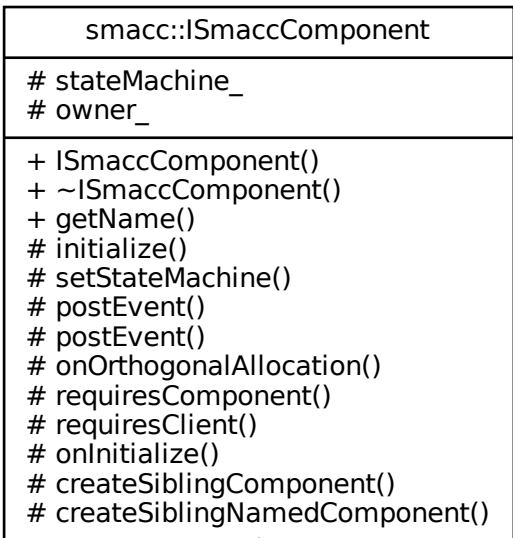 smacc::ISmaccComponent
# stateMachine_
# owner_
+ ISmaccComponent()
+ ~ISmaccComponent()
+ getName()
# initialize()
# setStateMachine()
# postEvent()
# postEvent()
# onOrthogonalAllocation()
# requiresComponent()
# requiresClient()
# onInitialize()
# createSiblingComponent()
# createSiblingNamedComponent()